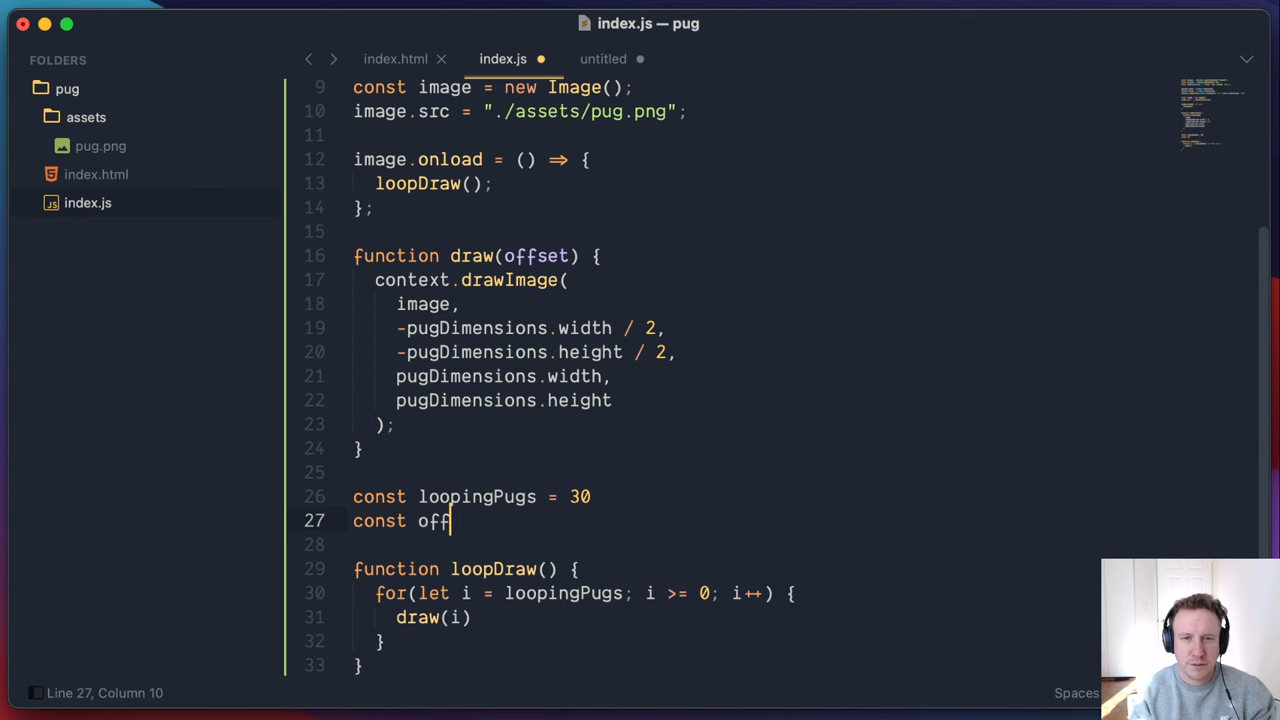 index.js — pug
FOLDERS
pug
assets
pug.png
index.html
index.js
index.html
index.js
untitled
9 const image = new Image();
10 image.src = "./assets/pug.png";
11
12 image.onload = () => {
13 loopDraw();
14 };
15
16 function draw(offset) {
17 context.drawImage(
18 image,
19 -pugDimensions.width / 2,
20 -pugDimensions.height / 2,
21 pugDimensions.width,
22 pugDimensions.height
23 );
24 }
25
26 const loopingPugs = 30
27 const off
28
29 function loopDraw() {
30 for(let i = loopingPugs; i >= 0; i++) {
31 draw(i)
32 }
33 }
Line 27, Column 10
Spaces